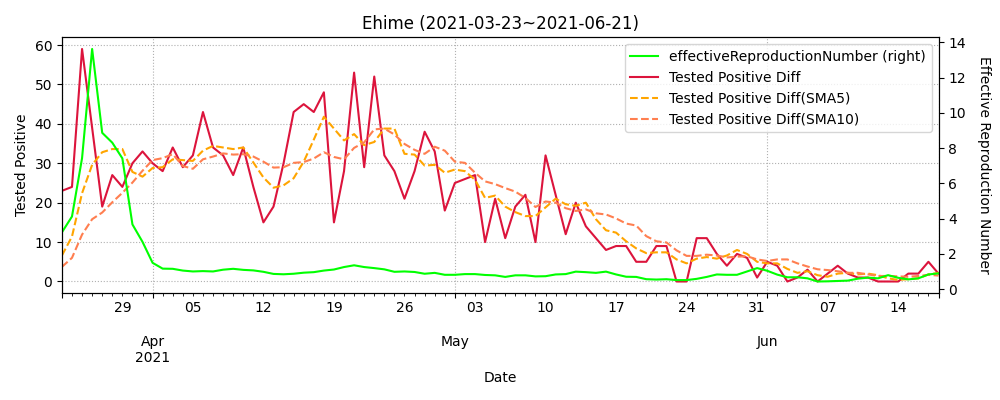 Ehime (2021-03-23~2021-06-21)
effectiveReproductionNumber (right)
Tested Positive Diff
Tested Positive Diff(SMA5)
Tested Positive Diff(SMA10)
Tested Positive
60
50
40
30
20
10
0
Effective Reproduction Number
14
12
10
8
6
4
2
0
29 05 12 19 26 03 10 17 24 31 07 14
Apr May Jun
2021
Date